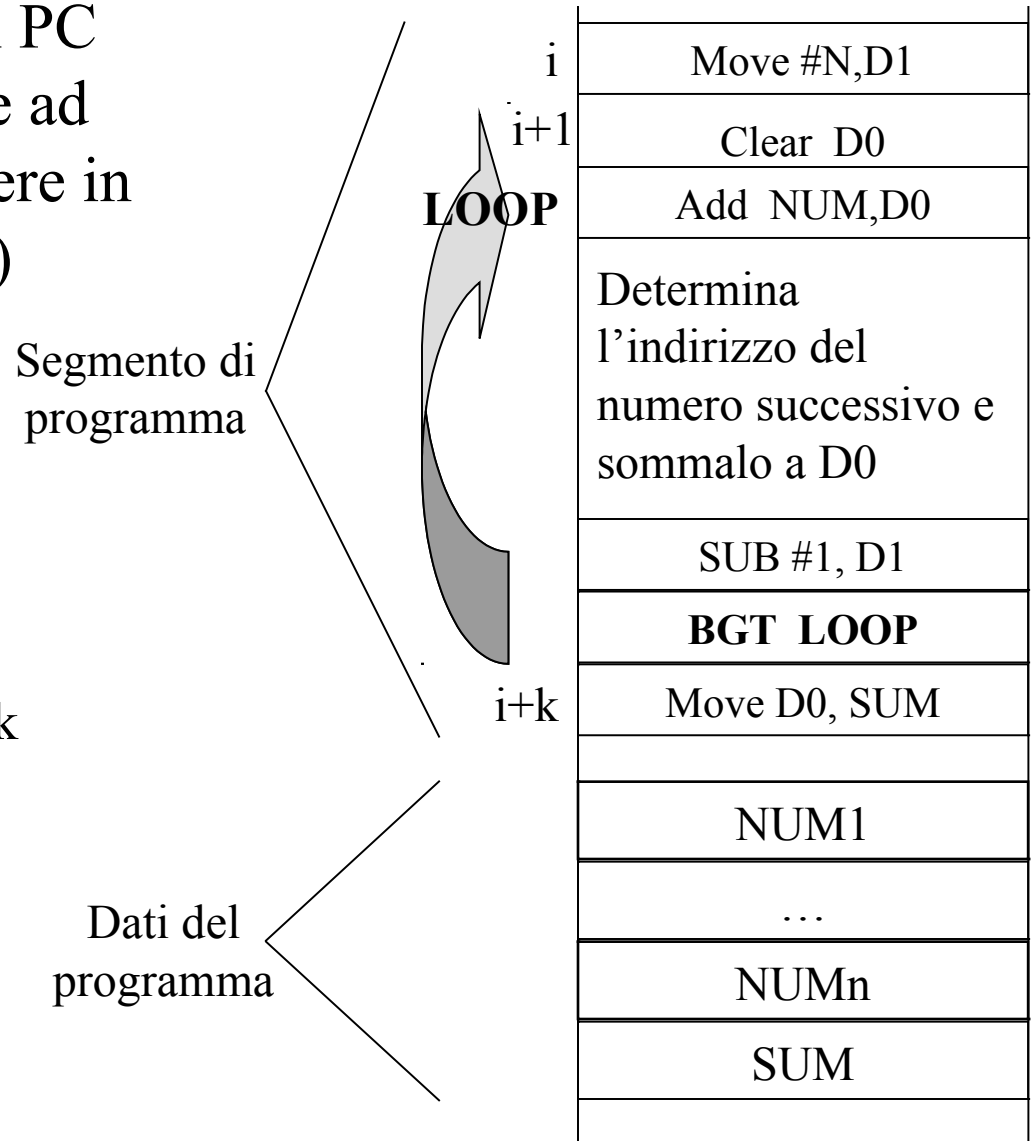 PC
e ad
ere in
)
Segmento di
programma
k
Dati del
programma
i
Move #N,D1
i+1
Clear D0
LOOP
Add NUM,D0
Determina
l’indirizzo del
numero successivo e
sommalo a D0
SUB #1, D1
BGT LOOP
i+k
Move D0, SUM
NUM1
…
NUMn
SUM